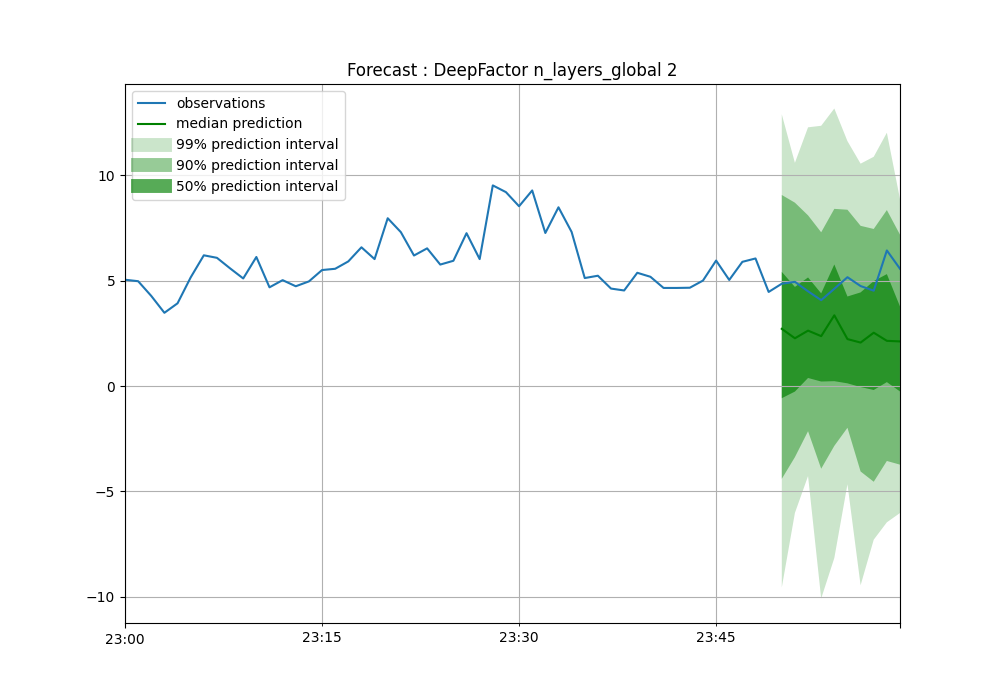 Forecast : DeepFactor n_layers_global 2
observations
median prediction
99% prediction interval
90% prediction interval
50% prediction interval
10
5
0
−5
−10
23:00
23:15
23:30
23:45